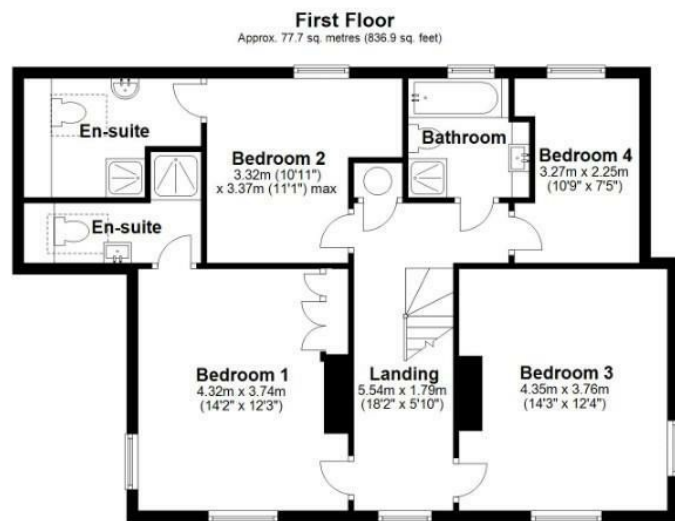 First Floor
Approx. 77.7 sq. metres (836.9 sq. feet)
En-suite
Bathroom
Bedroom 2
3.32m (10'11")
x 3.37m (11'1") max
Bedroom 4
3.27m x 2.25m
(10'9" x 7'5")
En-suite
Bedroom 1
4.32m x 3.74m
(14'2" x 12'3")
Landing
5.54m x 1.79m
(18'2" x 5'10")
Bedroom 3
4.35m x 3.76m
(14'3" x 12'4")